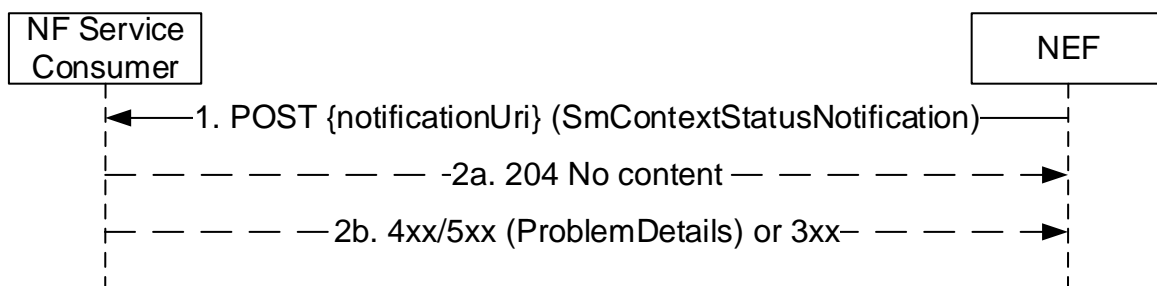 NF Service
Consumer
NEF
1. POST {notificationUri} (SmContextStatusNotification)
2a. 204 No content
2b. 4xx/5xx (ProblemDetails) or 3xx